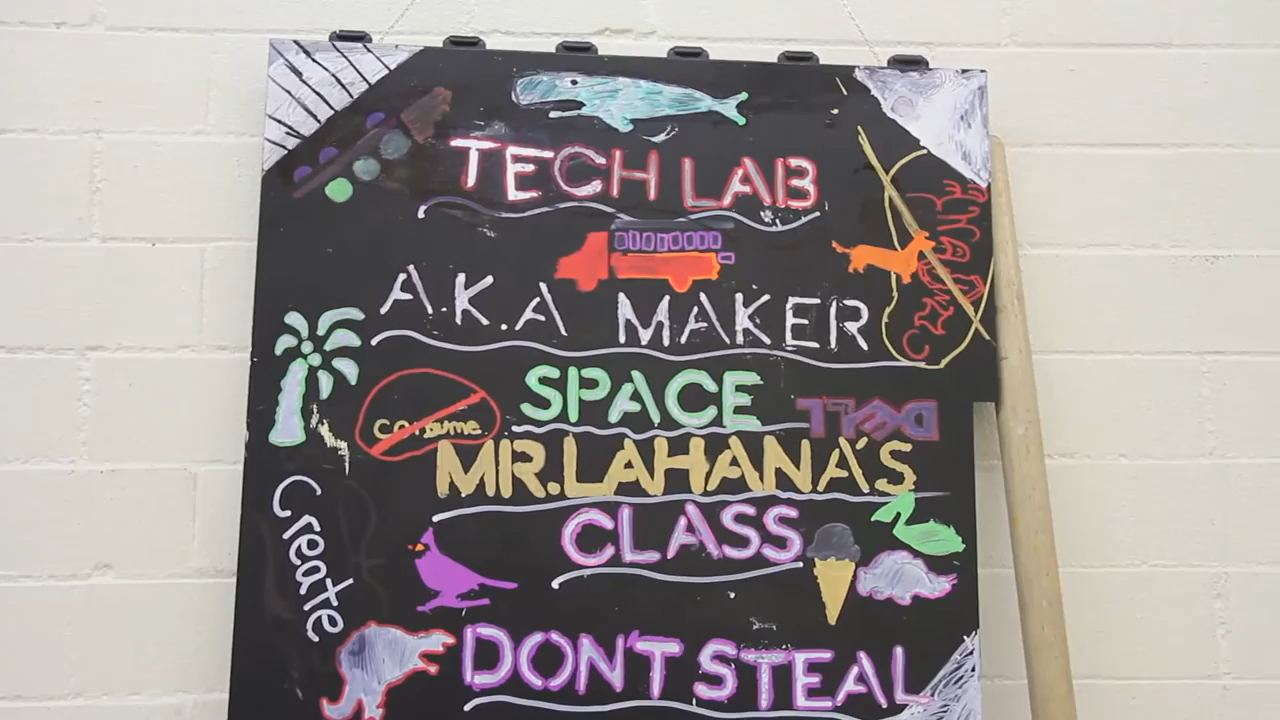 TECH LAB
A.K.A MAKER
SPACE
consume
DELL
MR.LAHANA'S
CLASS
Create
DONT STEAL